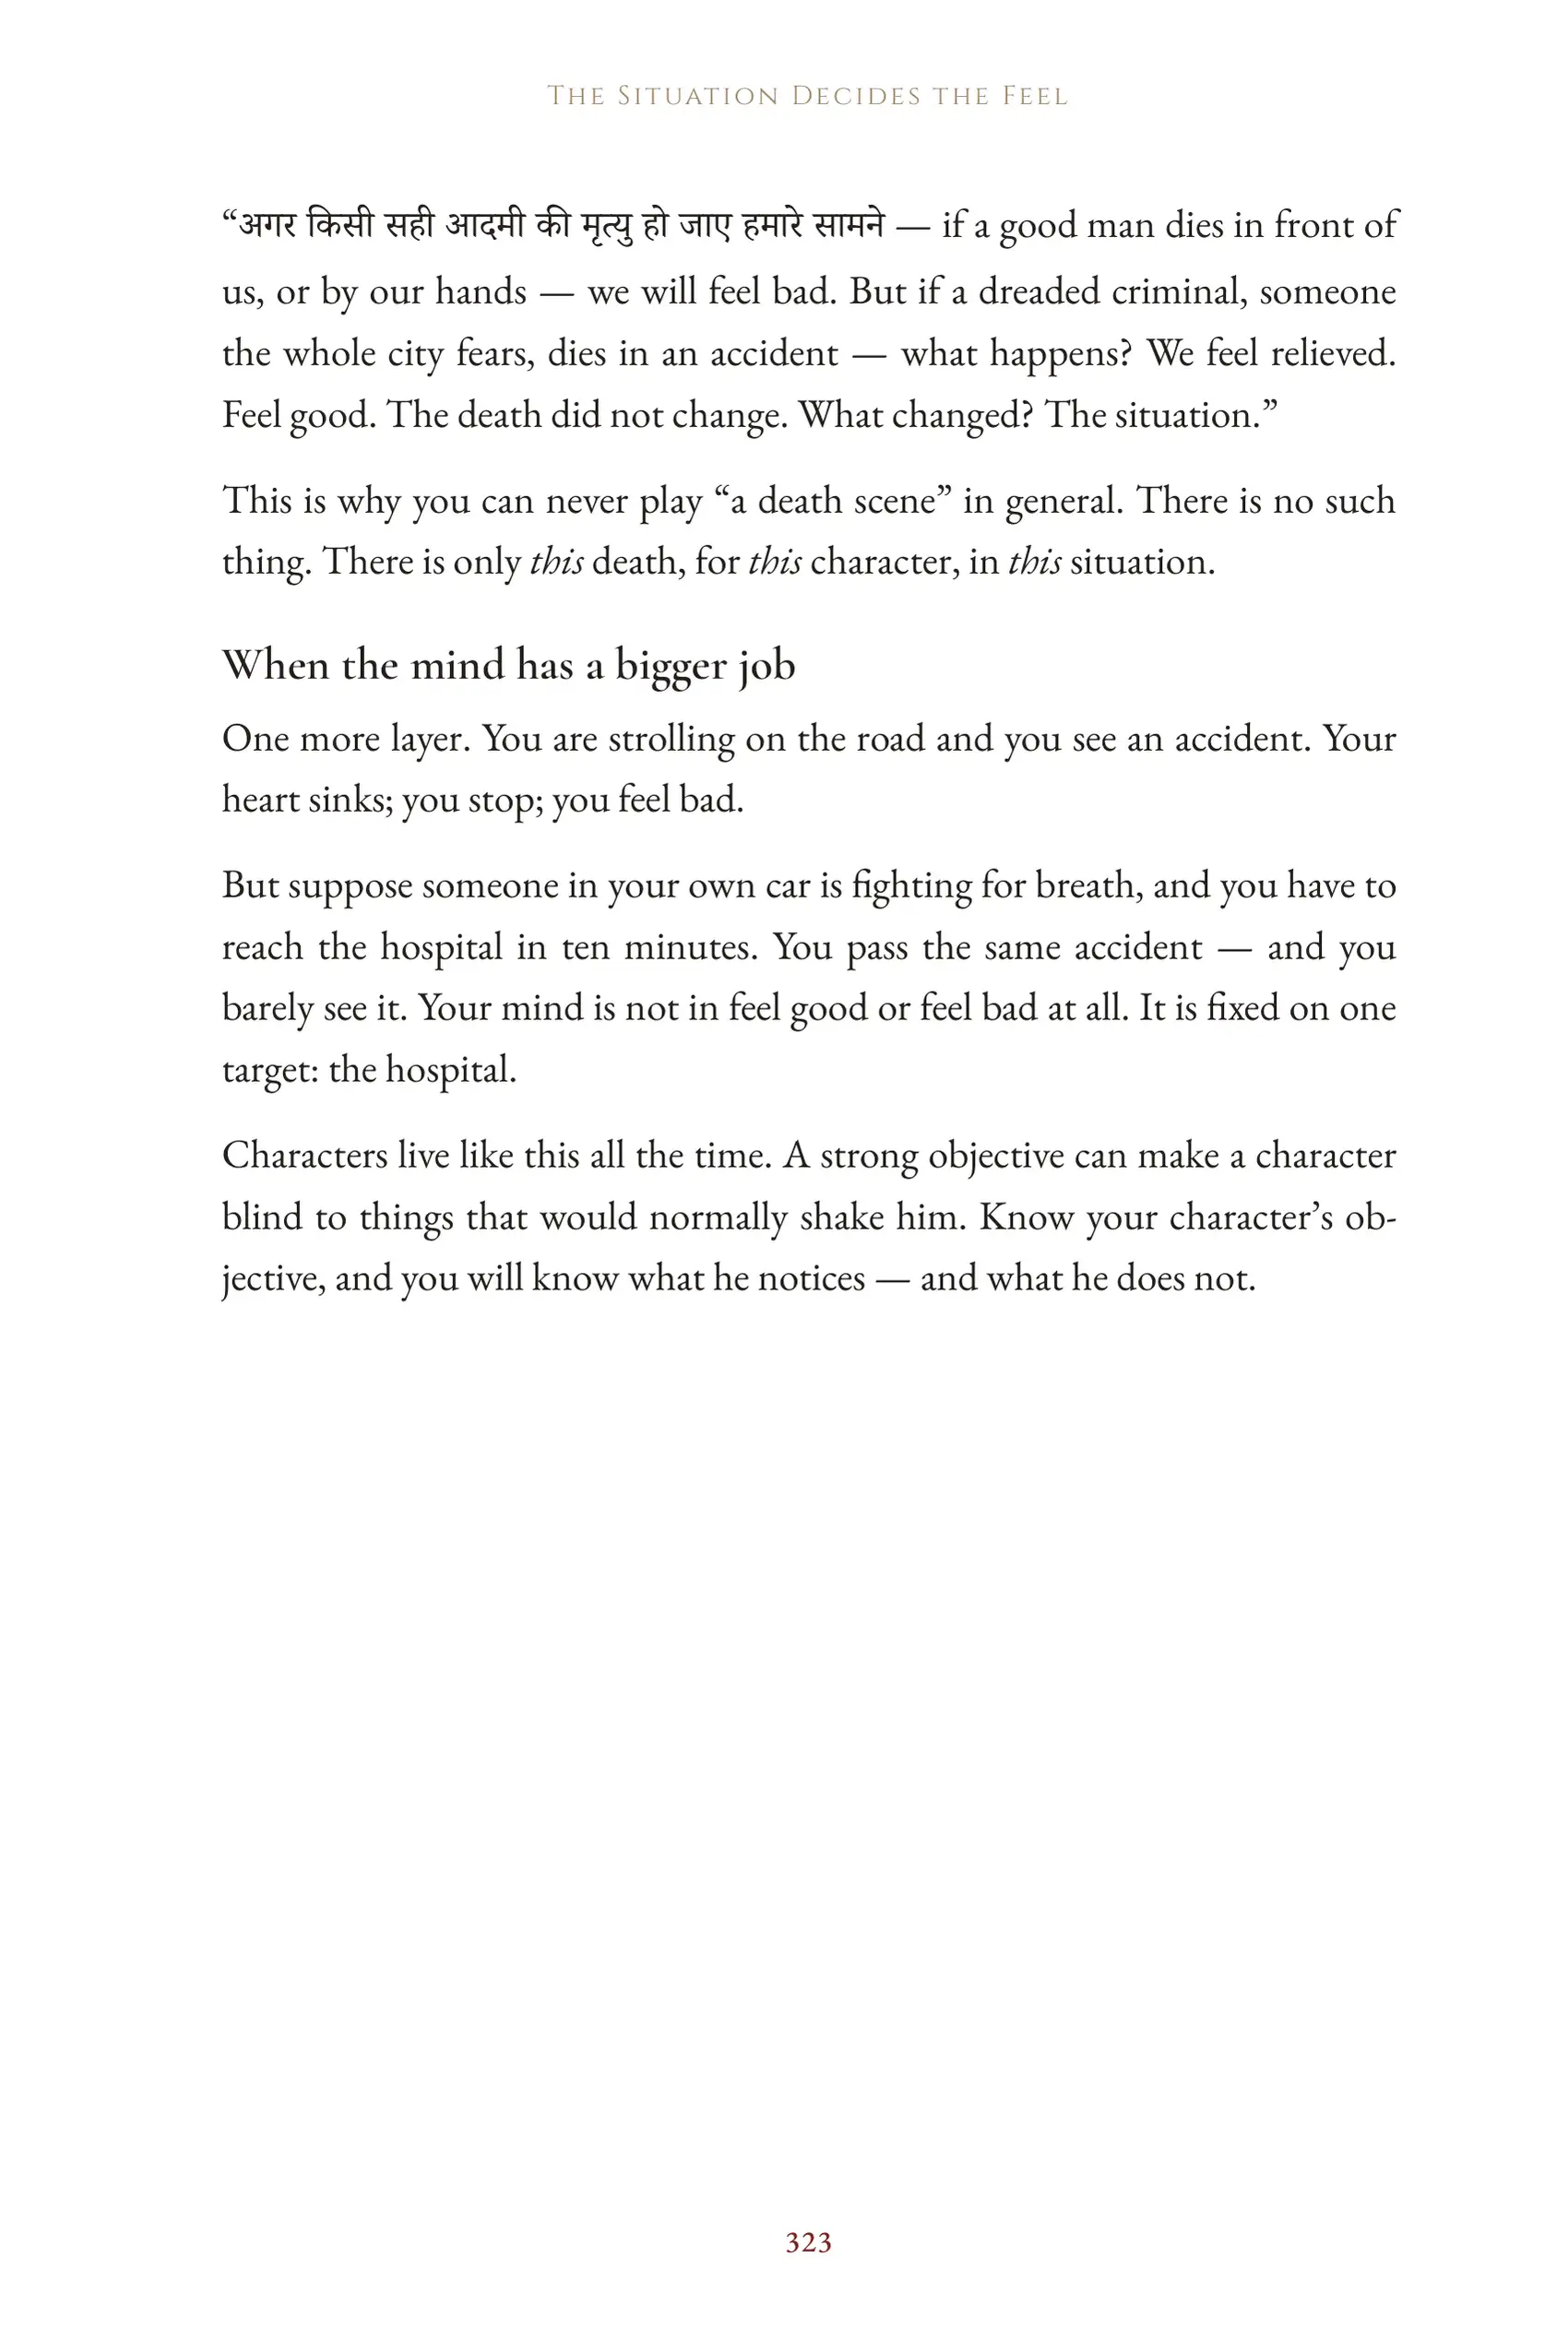 The Situation Decides the Feel
“अगर किसी सही आदमी की मृत्यु हो जाए हमारे सामने — if a good man dies in front of
us, or by our hands — we will feel bad. But if a dreaded criminal, someone
the whole city fears, dies in an accident — what happens? We feel relieved.
Feel good. The death did not change. What changed? The situation.”
This is why you can never play “a death scene” in general. There is no such
thing. There is only this death, for this character, in this situation.
When the mind has a bigger job
One more layer. You are strolling on the road and you see an accident. Your
heart sinks; you stop; you feel bad.
But suppose someone in your own car is fighting for breath, and you have to
reach the hospital in ten minutes. You pass the same accident — and you
barely see it. Your mind is not in feel good or feel bad at all. It is fixed on one
target: the hospital.
Characters live like this all the time. A strong objective can make a character
blind to things that would normally shake him. Know your character’s ob-
jective, and you will know what he notices — and what he does not.
323